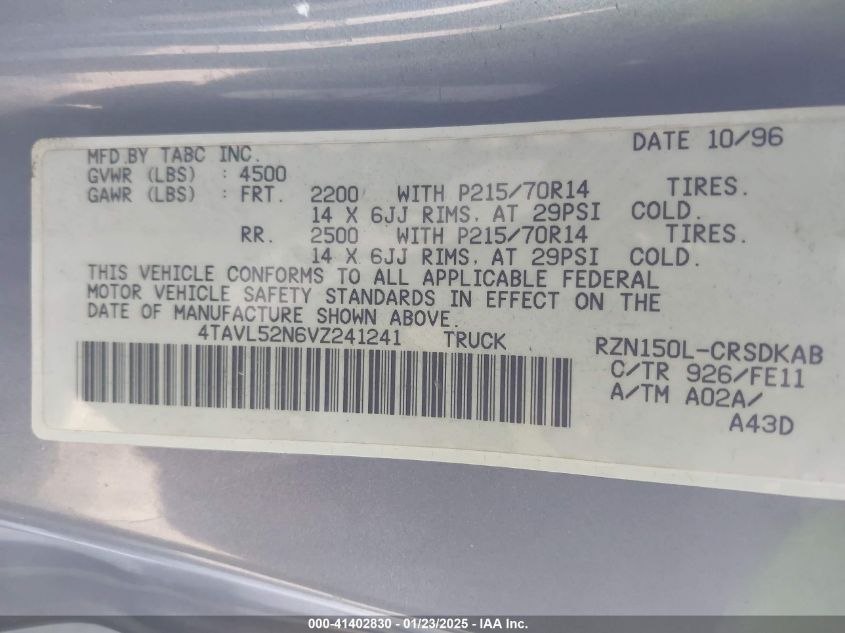 MFD.BY TABC INC. DATE 10/96
GVWR (LBS) : 4500
GAWR (LBS) : FRT. 2200 WITH P215/70R14 TIRES.
14 X 6JJ RIMS. AT 29PSI COLD.
RR. 2500 WITH P215/70R14 TIRES.
14 X 6JJ RIMS. AT 29PSI COLD.
THIS VEHICLE CONFORMS TO ALL APPLICABLE FEDERAL
MOTOR VEHICLE SAFETY STANDARDS IN EFFECT ON THE
DATE OF MANUFACTURE SHOWN ABOVE.
4TAVL52N6VZ241241 TRUCK RZN150L-CRSDKAB
C/TR 926/FE11
A/TM A02A/
A43D
000-41402830 - 01/23/2025 - IAA Inc.